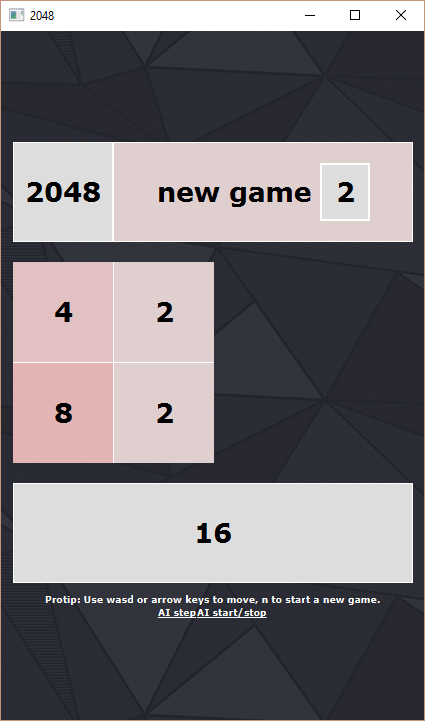 2048
2048 new game 2
4 2
8 2
16
Protip: Use wasd or arrow keys to move, n to start a new game.
AI stepAI start/stop